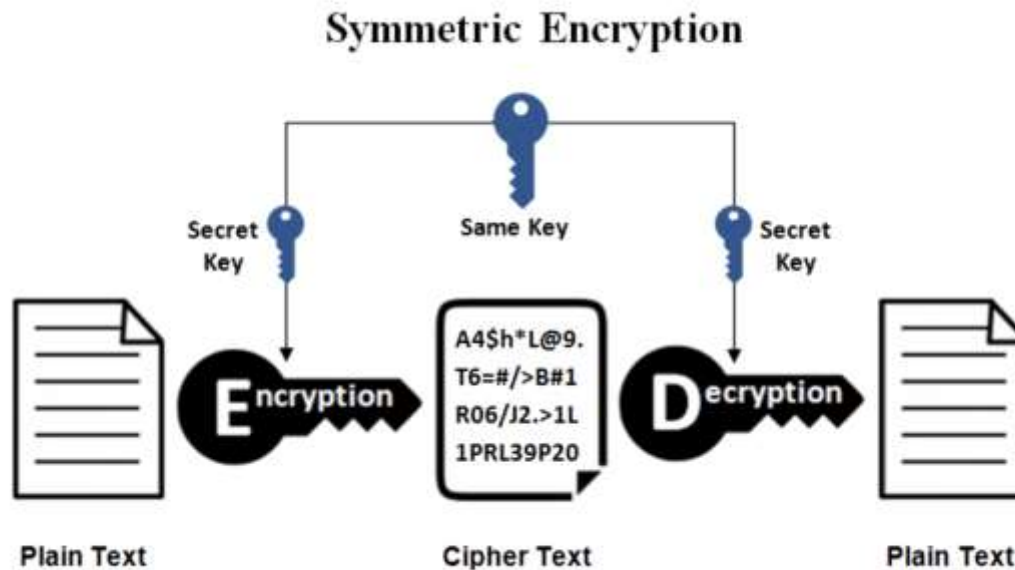 Symmetric Encryption
Secret
Key
Same Key
Secret
Key
A4$h*L@9.
T6=#/>B#1
R06/J2.>1L
1PRL39P20
Encryption
Decryption
Plain Text
Cipher Text
Plain Text